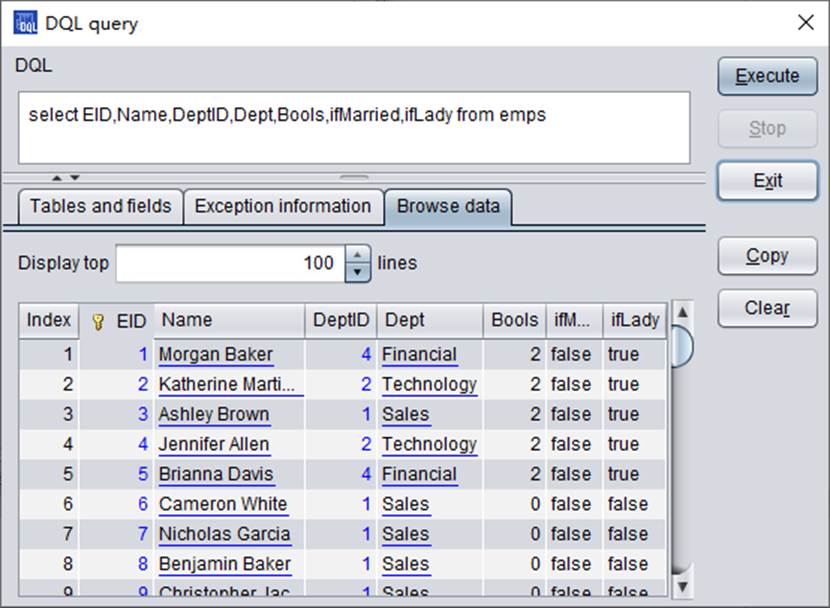 DQL query
DQL
Execute
select EID,Name,DeptID,Dept,Bools,ifMarried,ifLady from emps
Stop
Exit
Tables and fields Exception information Browse data
Copy
Display top 100 lines
Clear
Index EID Name DeptID Dept Bools ifM... ifLady
1 1 Morgan Baker 4 Financial 2 false true
2 2 Katherine Marti... 2 Technology 2 false true
3 3 Ashley Brown 1 Sales 2 false true
4 4 Jennifer Allen 2 Technology 2 false true
5 5 Brianna Davis 4 Financial 2 false true
6 6 Cameron White 1 Sales 0 false false
7 7 Nicholas Garcia 1 Sales 0 false false
8 8 Benjamin Baker 1 Sales 0 false false
9 9 Christopher Jac 1 Sales 0 false false